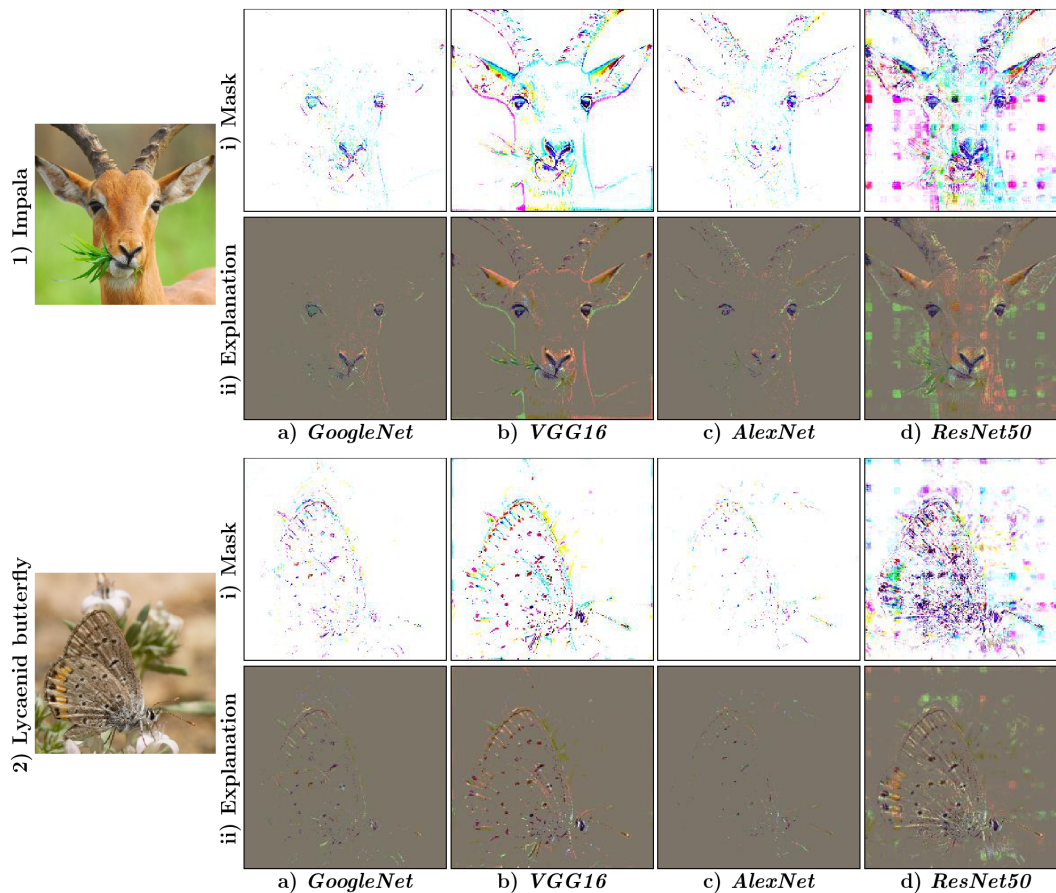 1) Impala
i) Mask
ii) Explanation
a) GoogleNet
b) VGG16
c) AlexNet
d) ResNet50
2) Lycaenid butterfly
i) Mask
ii) Explanation
a) GoogleNet
b) VGG16
c) AlexNet
d) ResNet50